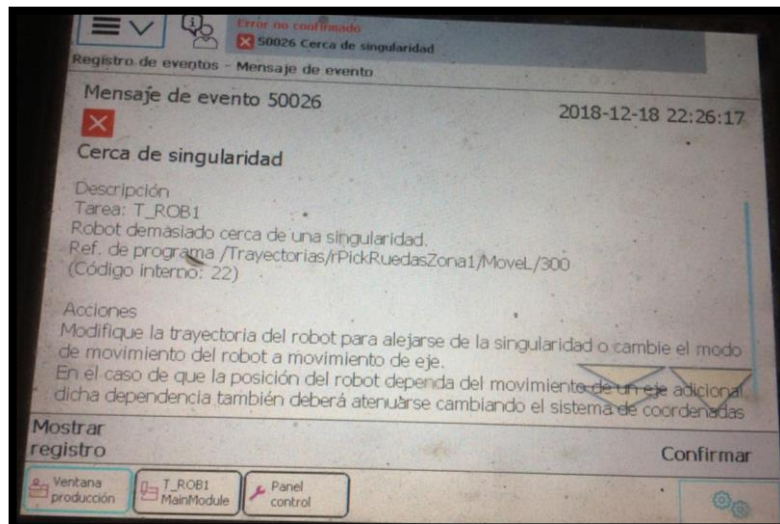 Error no confirmado
50026 Cerca de singularidad
Registro de eventos - Mensaje de evento
Mensaje de evento 50026
2018-12-18 22:26:17
Cerca de singularidad
Descripción
Tarea: T_ROB1
Robot demasiado cerca de una singularidad.
Ref. de programa /Trayectorias/rPickRuedasZona1/MoveL/300
(Código interno: 22)
Acciones
Modifique la trayectoria del robot para alejarse de la singularidad o cambie el modo
de movimiento del robot a movimiento de eje.
En el caso de que la posición del robot dependa del movimiento de un eje adicional
dicha dependencia también deberá atenuarse cambiando el sistema de coordenadas
Mostrar
registro
Confirmar
Ventana
producción
T_ROB1
MainModule
Panel
control